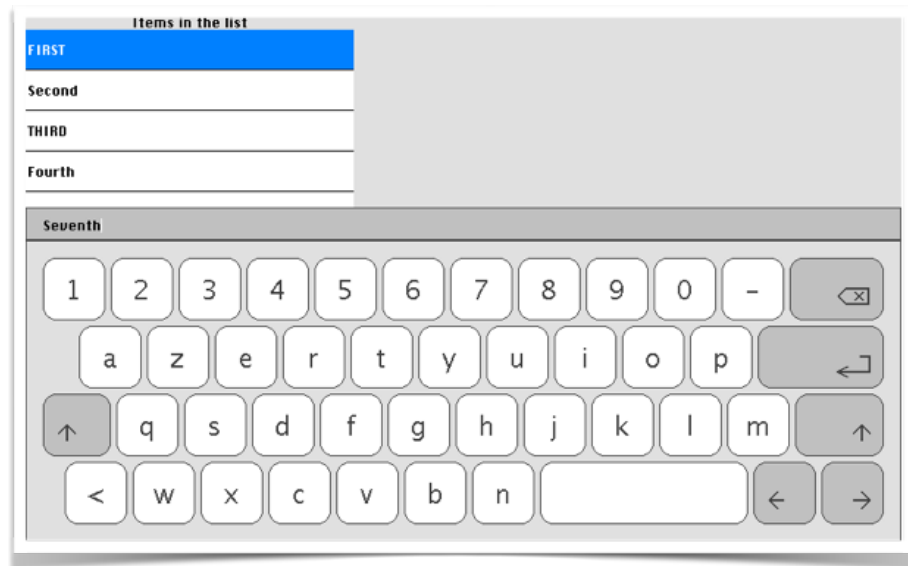 Items in the list
FIRST
Second
THIRD
Fourth
Seventh
1 2 3 4 5 6 7 8 9 0 -
a z e r t y u i o p
q s d f g h j k l m
< w x c v b n